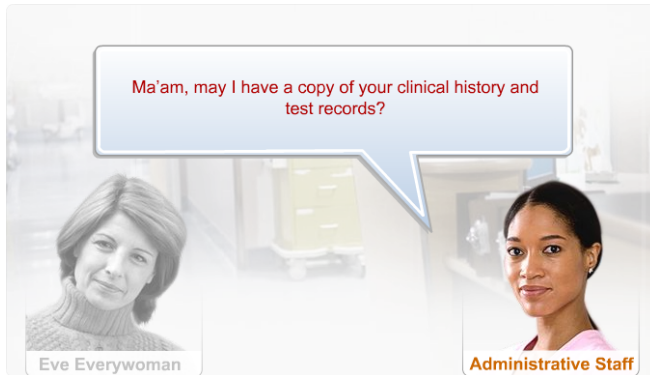 Ma’am, may I have a copy of your clinical history and
test records?
Eve Everywoman
Administrative Staff